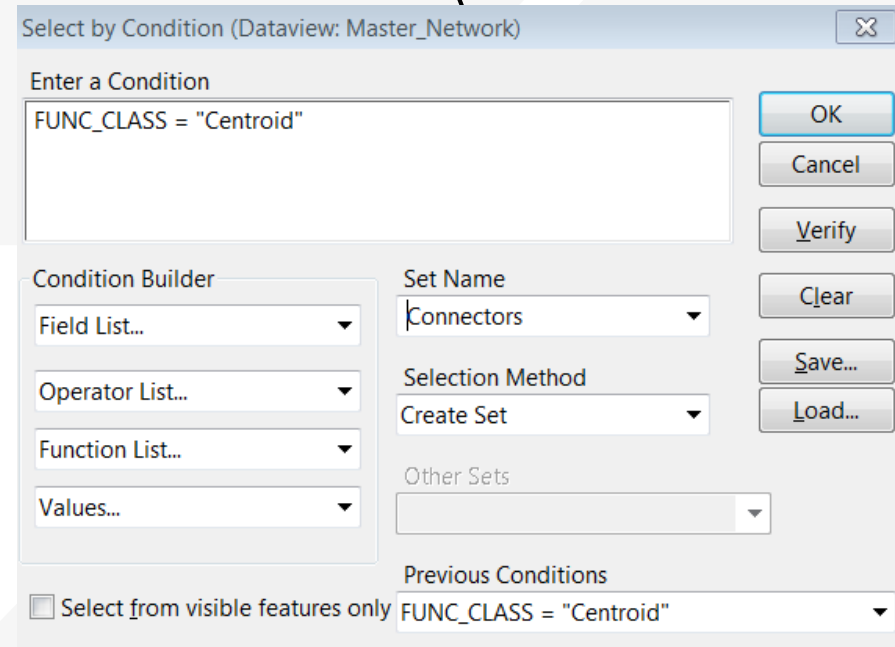 Select by Condition (Dataview: Master_Network)
Enter a Condition
FUNC_CLASS = "Centroid"
OK
Cancel
Verify
Clear
Save...
Load...
Condition Builder
Field List...
Operator List...
Function List...
Values...
Set Name
Connectors
Selection Method
Create Set
Other Sets
Previous Conditions
Select from visible features only
FUNC_CLASS = "Centroid"